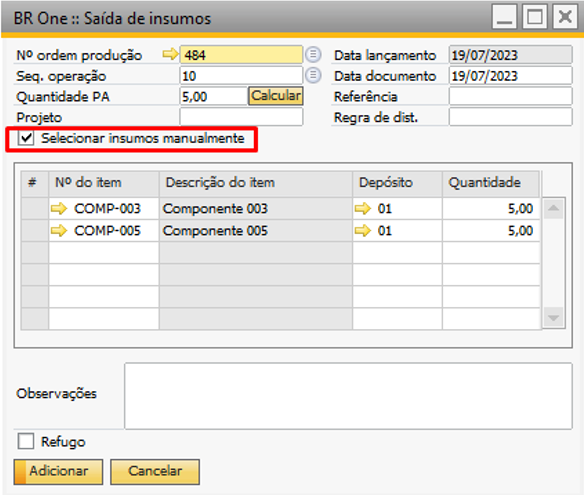 BR One :: Saída de insumos
Nº ordem produção 484 Data lançamento 19/07/2023
Seq. operação 10 Data documento 19/07/2023
Quantidade PA 5,00 Calcular Referência
Projeto Regra de dist.
Selecionar insumos manualmente
# Nº do item Descrição do item Depósito Quantidade
COMP-003 Componente 003 01 5,00
COMP-005 Componente 005 01 5,00
Observações
Refugo
Adicionar Cancelar